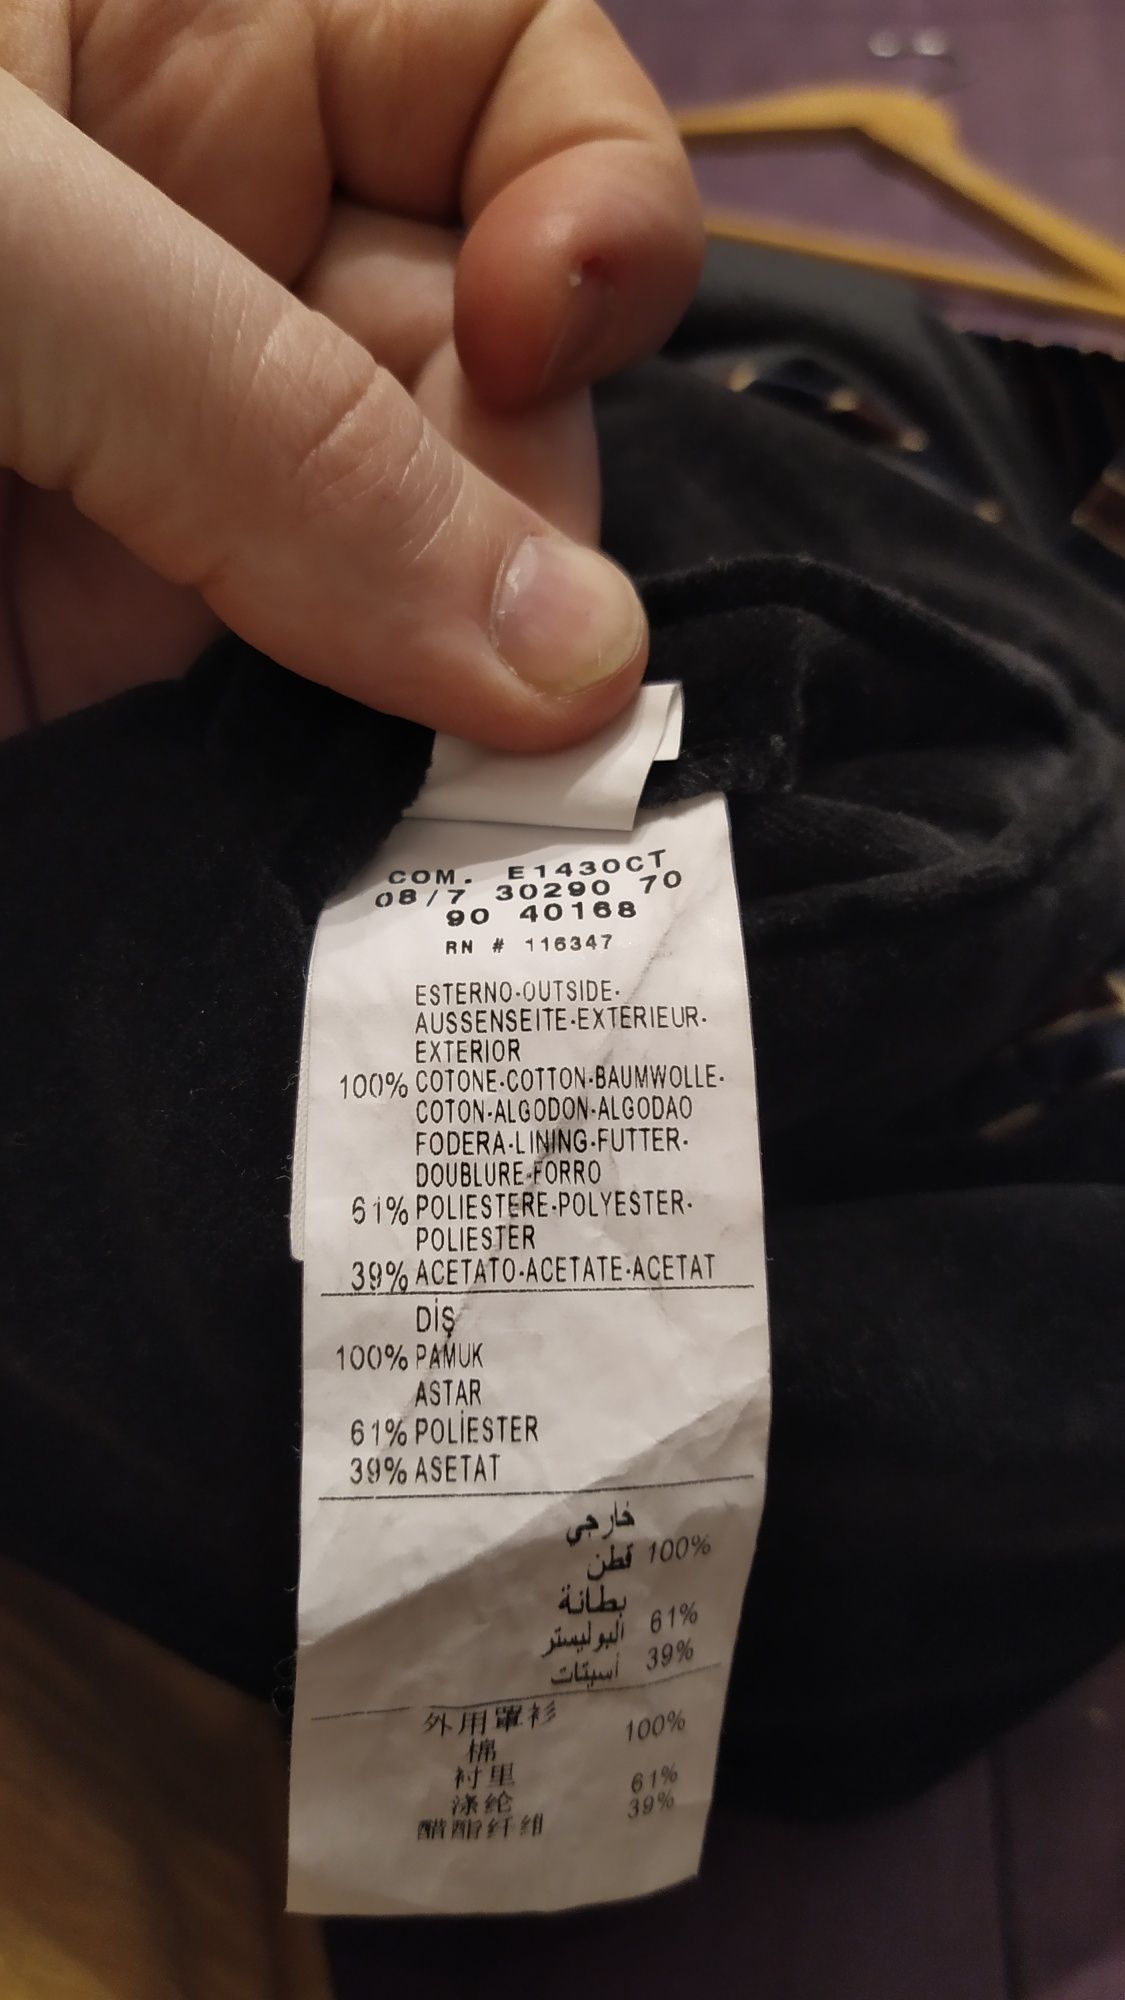 COM. E1430CT
08/7 30290 70
90 40168
RN # 116347
ESTERNO-OUTSIDE-
AUSSENSEITE-EXTERIEUR-
EXTERIOR
100% COTONE-COTTON-BAUMWOLLE-
COTON-ALGODON-ALGODAO
FODERA-LINING-FUTTER-
DOUBLURE-FORRO
61% POLIESTERE-POLYESTER-
POLIESTER
39% ACETATO-ACETATE-ACETAT
DİŞ
100% PAMUK
ASTAR
61% POLİESTER
39% ASETAT
خارجي
قطن 100%
بطانة
البوليستر 61%
أسيتات 39%
外用罩衫
棉 100%
衬里
涤纶 61%
醋酯纤维 39%